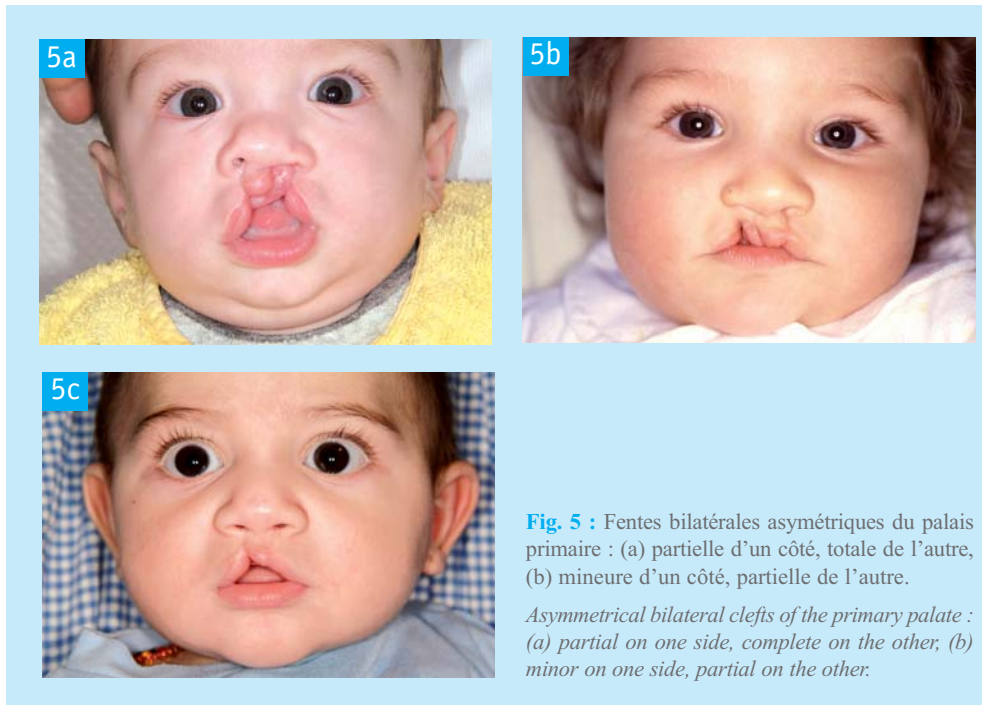 5a
5b
5c
Fig. 5 : Fentes bilatérales asymétriques du palais
primaire : (a) partielle d’un côté, totale de l’autre,
(b) mineure d’un côté, partielle de l’autre.
Asymmetrical bilateral clefts of the primary palate :
(a) partial on one side, complete on the other, (b)
minor on one side, partial on the other.